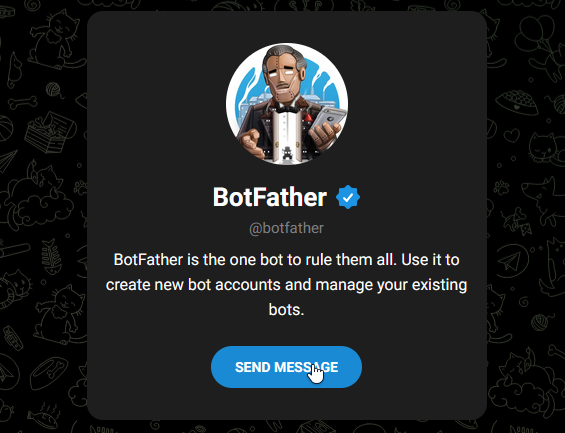 BotFather
@botfather
BotFather is the one bot to rule them all. Use it to
create new bot accounts and manage your existing
bots.
SEND MESSAGE